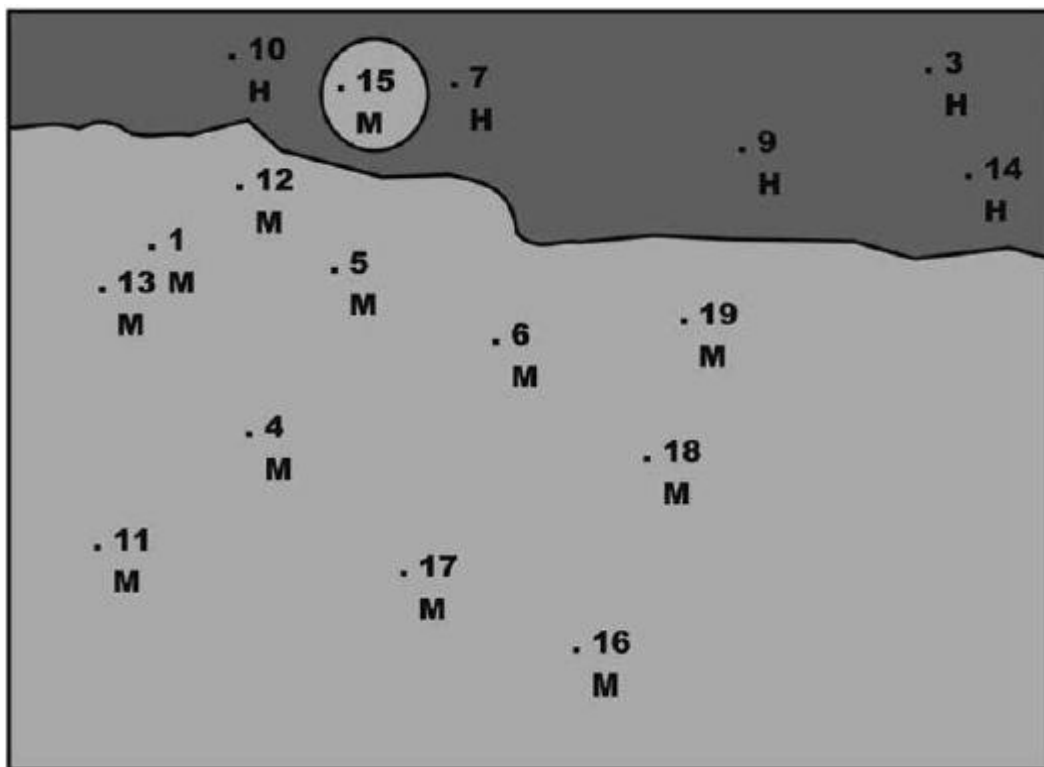 . 10
H
. 15
M
. 7
H
. 3
H
. 9
H
. 14
H
. 12
M
. 1
M
. 13
M
. 5
M
. 6
M
. 19
M
. 4
M
. 18
M
. 11
M
. 17
M
. 16
M